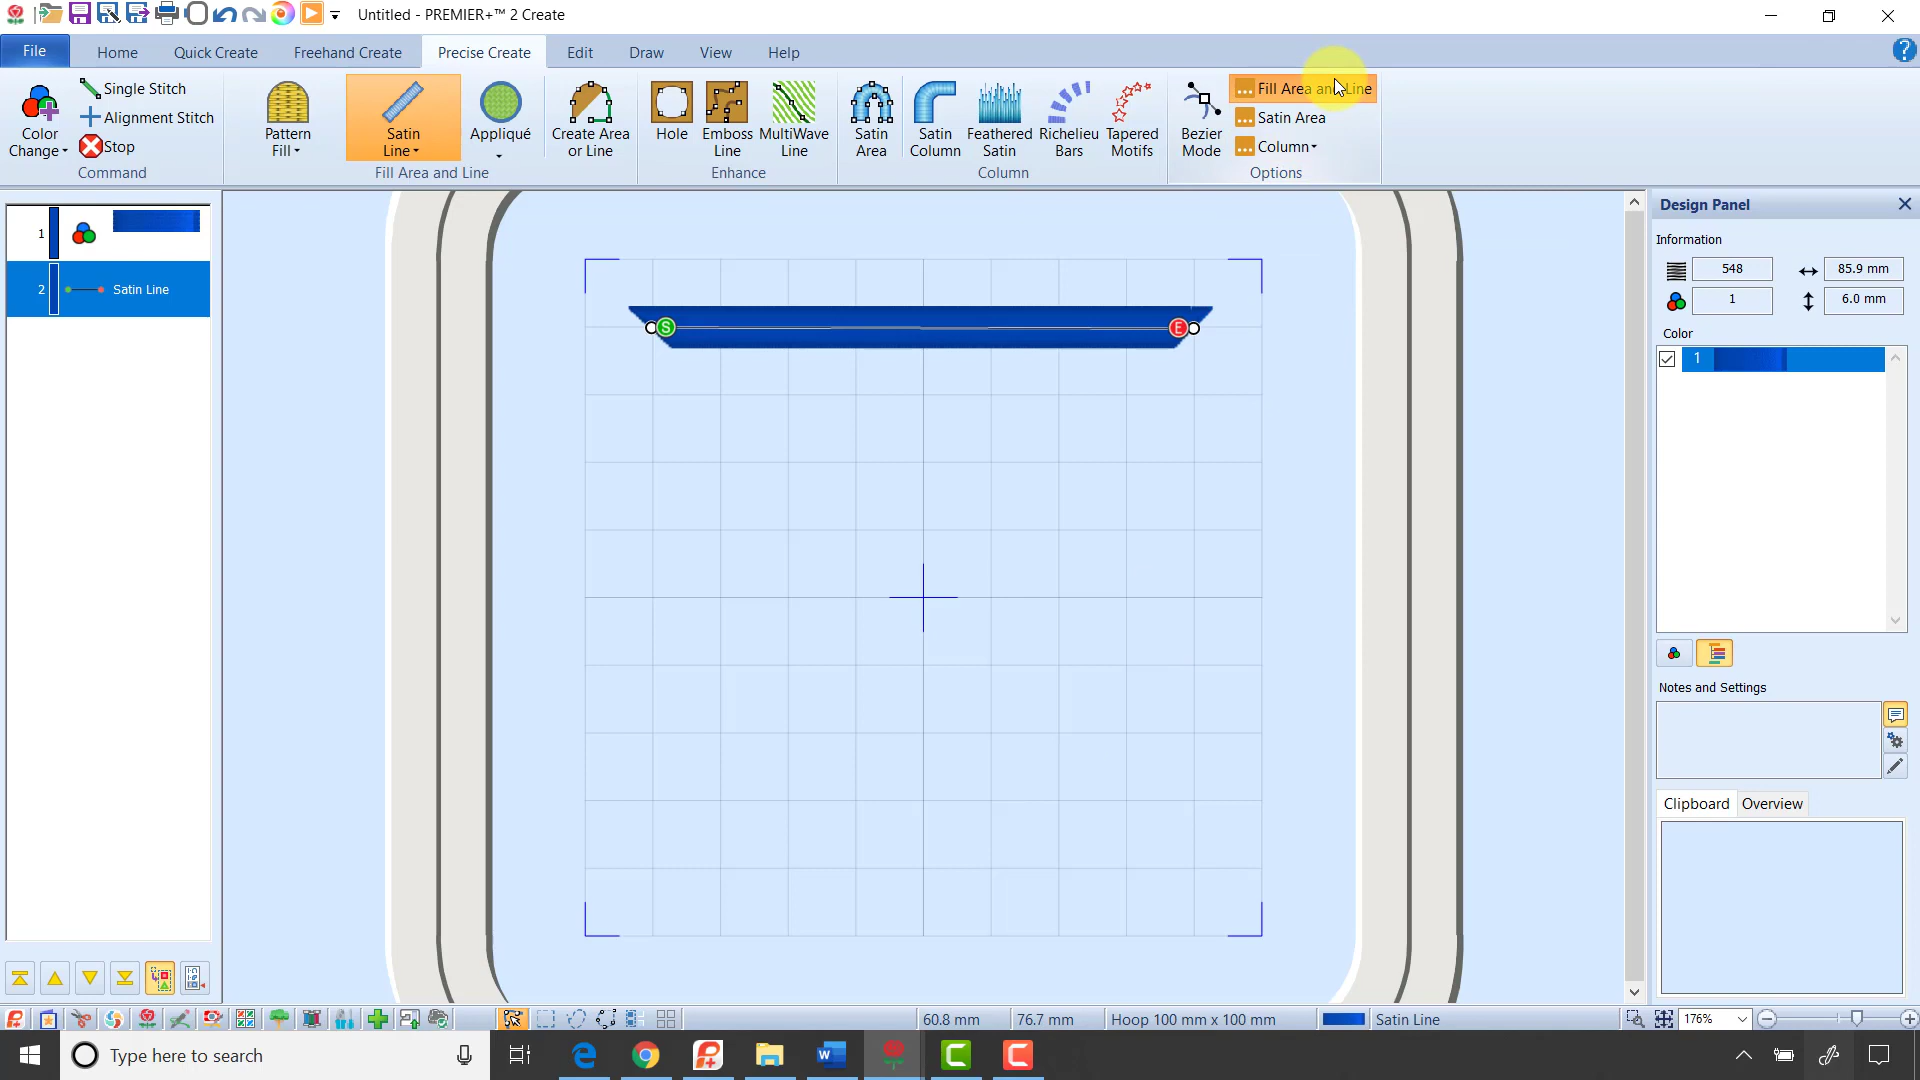 Untitled - PREMIER+™ 2 Create
File Home Quick Create Freehand Create Precise Create Edit Draw View Help
Color Change
Single Stitch
Alignment Stitch
Stop
Command
Pattern Fill
Satin Line
Appliqué
Create Area or Line
Fill Area and Line
Hole
Emboss Line
MultiWave Line
Enhance
Satin Area
Satin Column
Feathered Satin
Richelieu Bars
Tapered Motifs
Column
Bezier Mode
Fill Area and Line
Satin Area
Column
Options
1
2 Satin Line
S
E
Design Panel
Information
548 85.9 mm
1 6.0 mm
Color
1
Notes and Settings
Clipboard Overview
60.8 mm 76.7 mm Hoop 100 mm x 100 mm Satin Line 176%
Type here to search